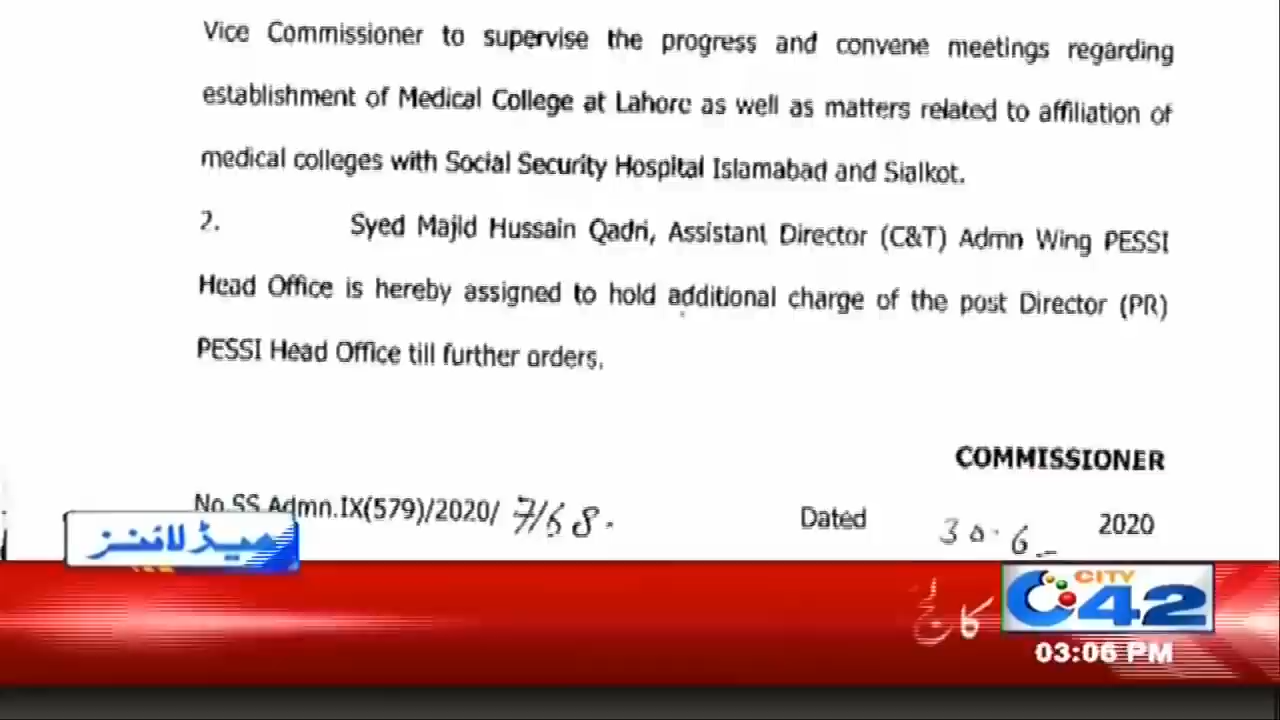 Vice Commissioner to supervise the progress and convene meetings regarding
establishment of Medical College at Lahore as well as matters related to affiliation of
medical colleges with Social Security Hospital Islamabad and Sialkot.
2. Syed Majid Hussain Qadri, Assistant Director (C&T) Admn Wing PESSI
Head Office is hereby assigned to hold additional charge of the post Director (PR)
PESSI Head Office till further orders.
COMMISSIONER
No.SS.Admn.IX(579)/2020/ 7168.
Dated 30.6- 2020
ہیڈ لائنز
کالج
CITY
42
03:06 PM